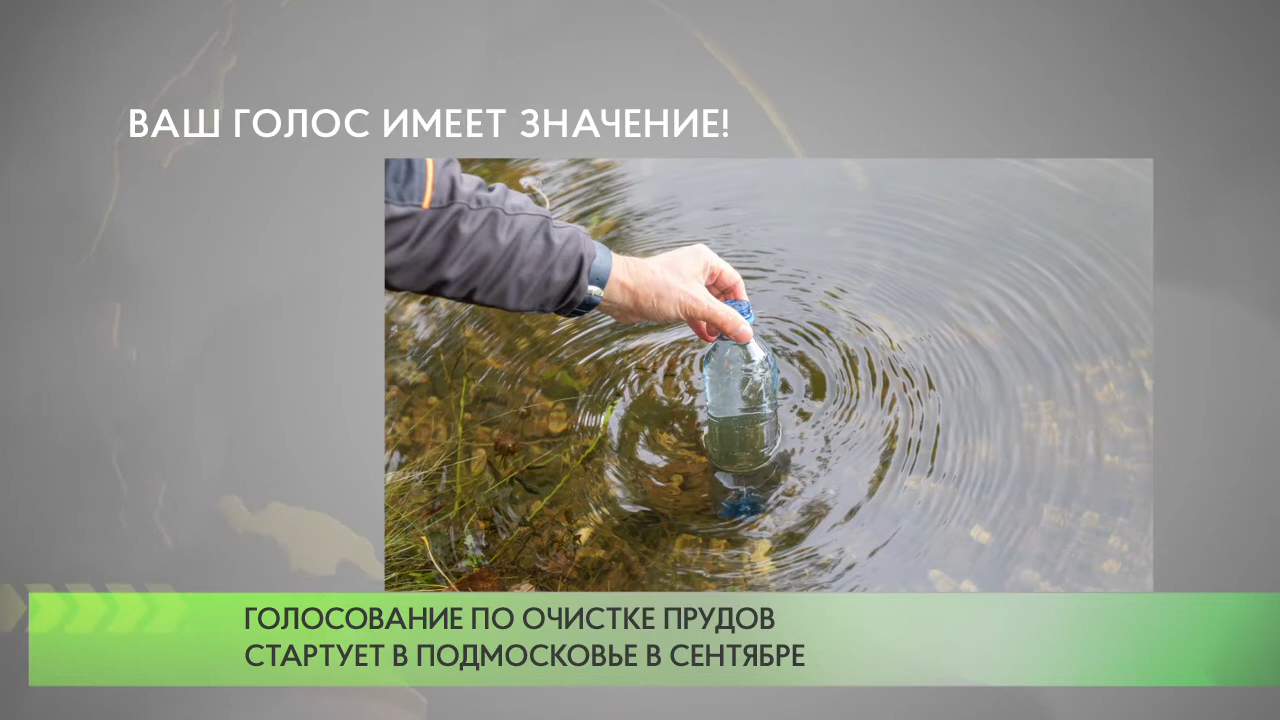 ВАШ ГОЛОС ИМЕЕТ ЗНАЧЕНИЕ!
ГОЛОСОВАНИЕ ПО ОЧИСТКЕ ПРУДОВ
СТАРТУЕТ В ПОДМОСКОВЬЕ В СЕНТЯБРЕ